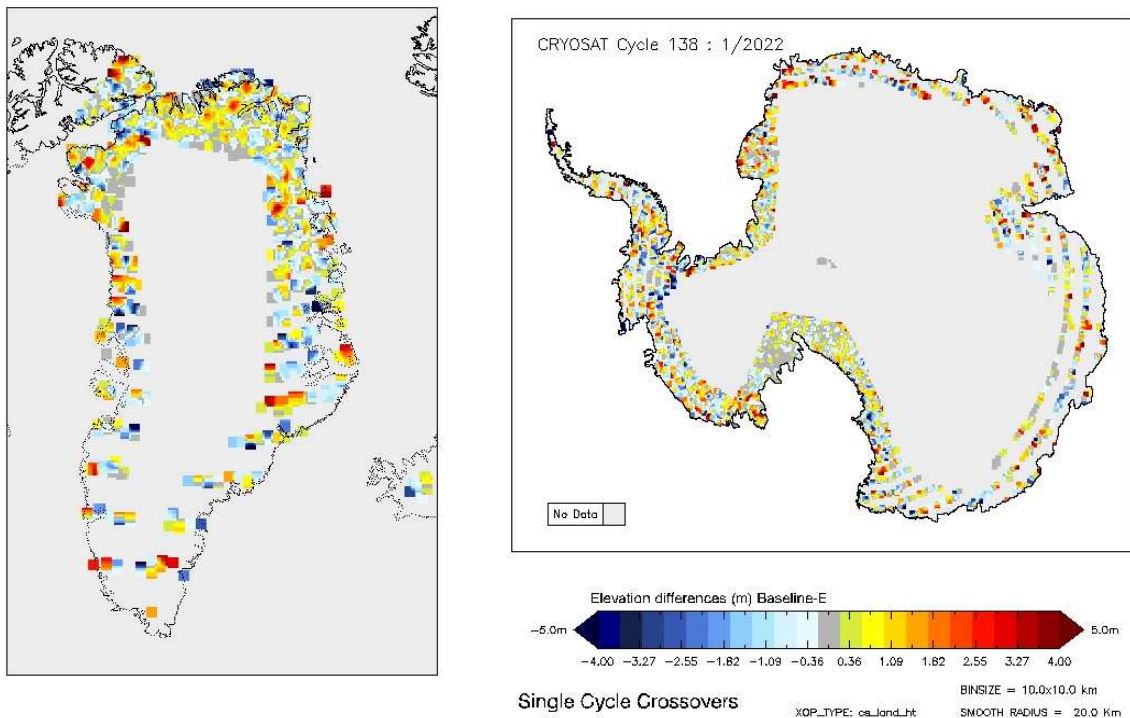 CRYOSAT Cycle 138 : 1/2022
No Data
Elevation differences (m) Baseline-E
-5.0m 5.0m
-4.00 -3.27 -2.55 -1.82 -1.09 -0.36 0.36 1.09 1.82 2.55 3.27 4.00
Single Cycle Crossovers
BINSIZE = 10.0x10.0 km
XOP_TYPE: cs_land_ht SMOOTH RADIUS = 20.0 Km